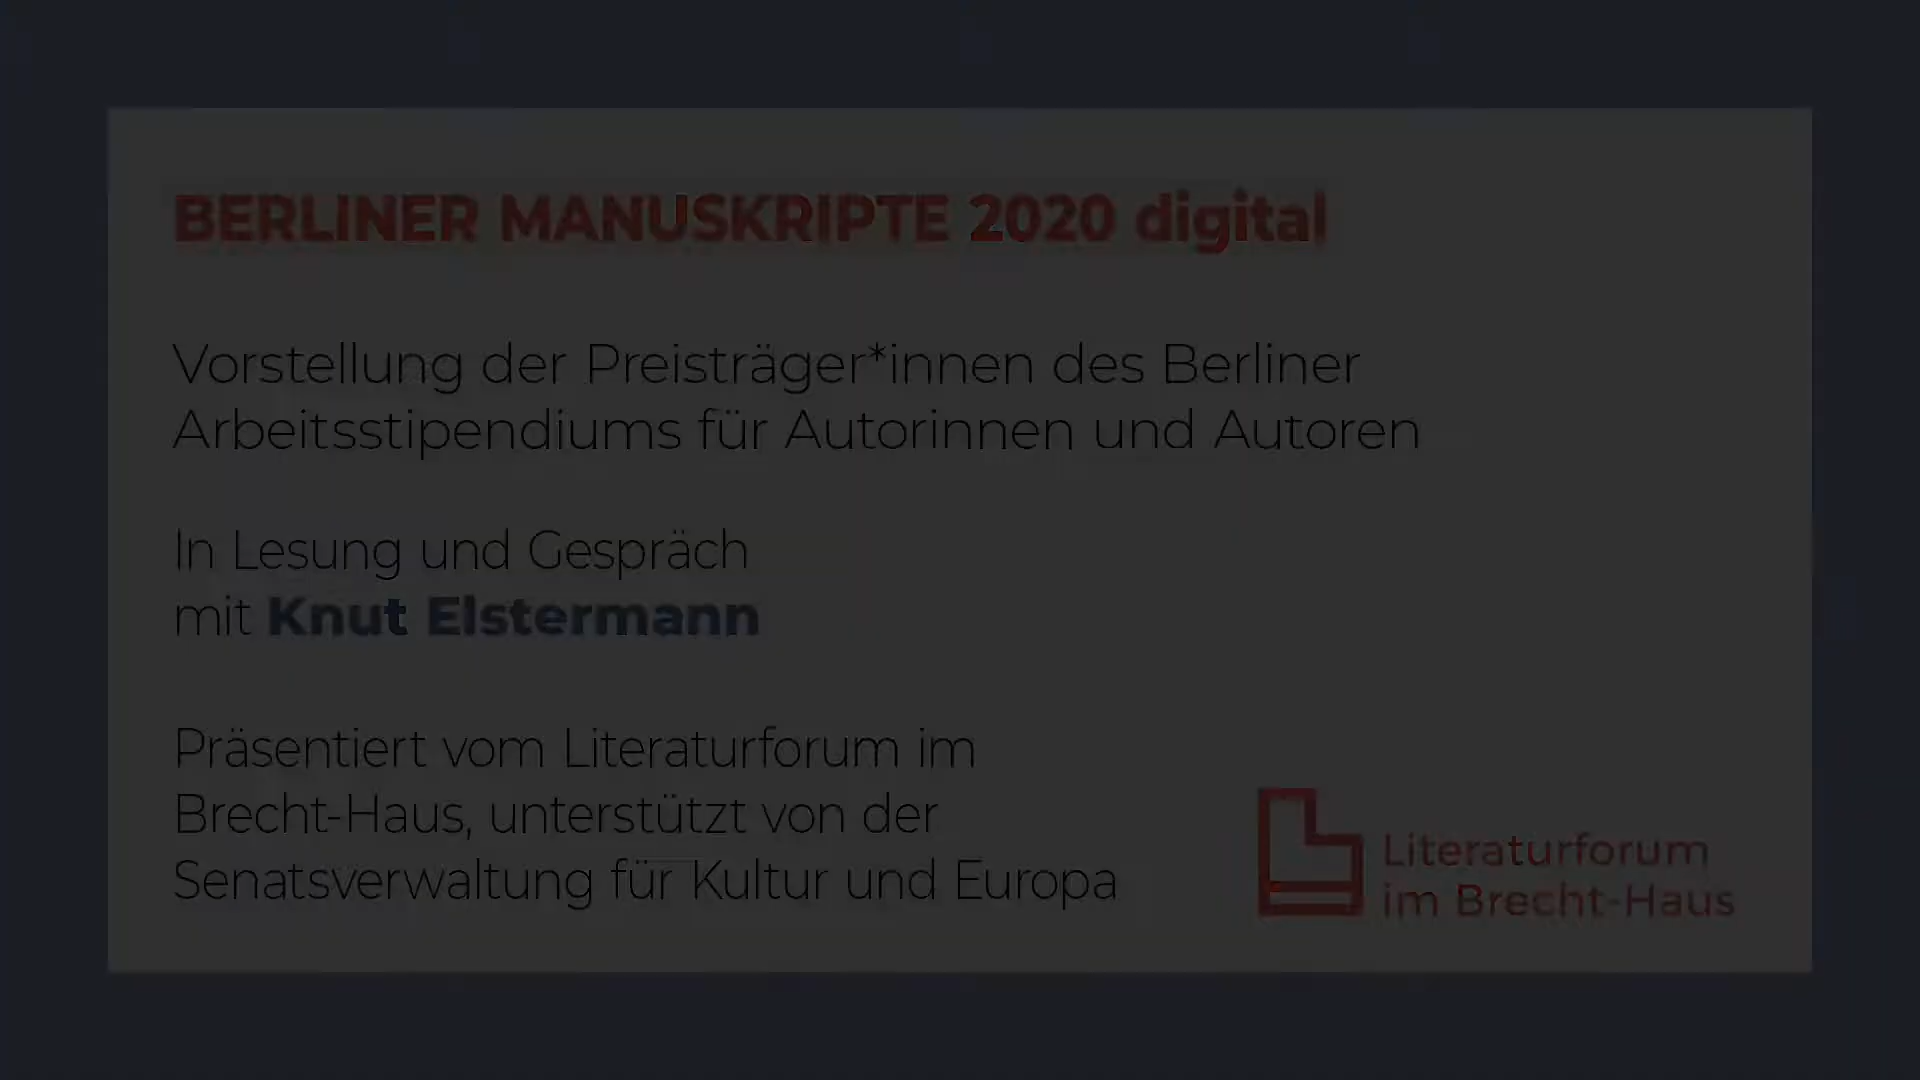 BERLINER MANUSKRIPTE 2020 digital
Vorstellung der Preisträger*innen des Berliner
Arbeitsstipendiums für Autorinnen und Autoren
In Lesung und Gespräch
mit Knut Elstermann
Präsentiert vom Literaturforum im
Brecht-Haus, unterstützt von der
Senatsverwaltung für Kultur und Europa
Literaturforum
im Brecht-Haus